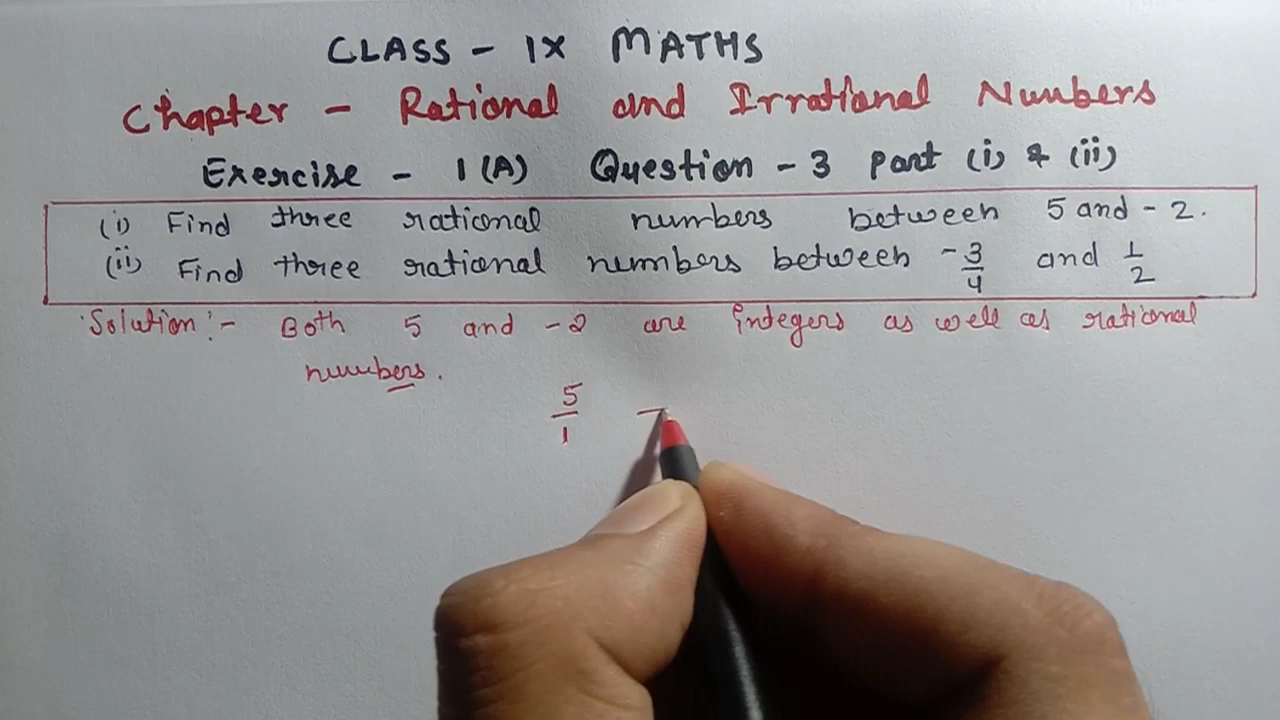 CLASS - IX MATHS
Chapter - Rational and Irrational Numbers
Exercise - 1(A) Question - 3 part (i) & (ii)
(i) Find three rational numbers between 5 and - 2.
(ii) Find three rational numbers between -3/4 and 1/2
Solution :- Both 5 and -2 are integers as well as rational
numbers.
5/1 —